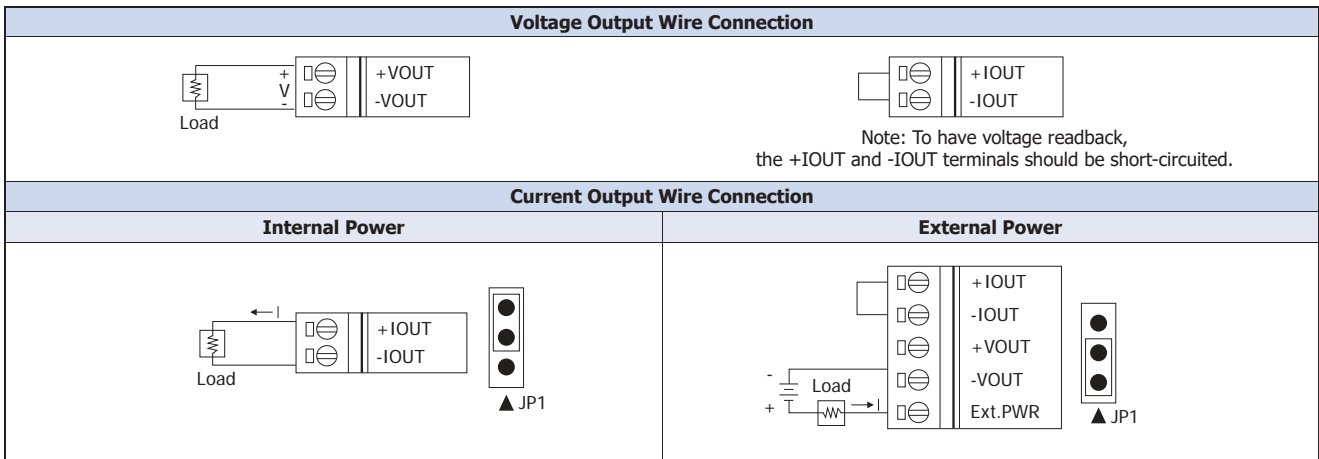 Voltage Output Wire Connection
+ +VOUT
V
- -VOUT
Load
+IOUT
-IOUT
Note: To have voltage readback,
the +IOUT and -IOUT terminals should be short-circuited.
Current Output Wire Connection
Internal Power
External Power
I
+IOUT
-IOUT
Load
JP1
+IOUT
-IOUT
+VOUT
- -VOUT
Load
+ I Ext.PWR
JP1